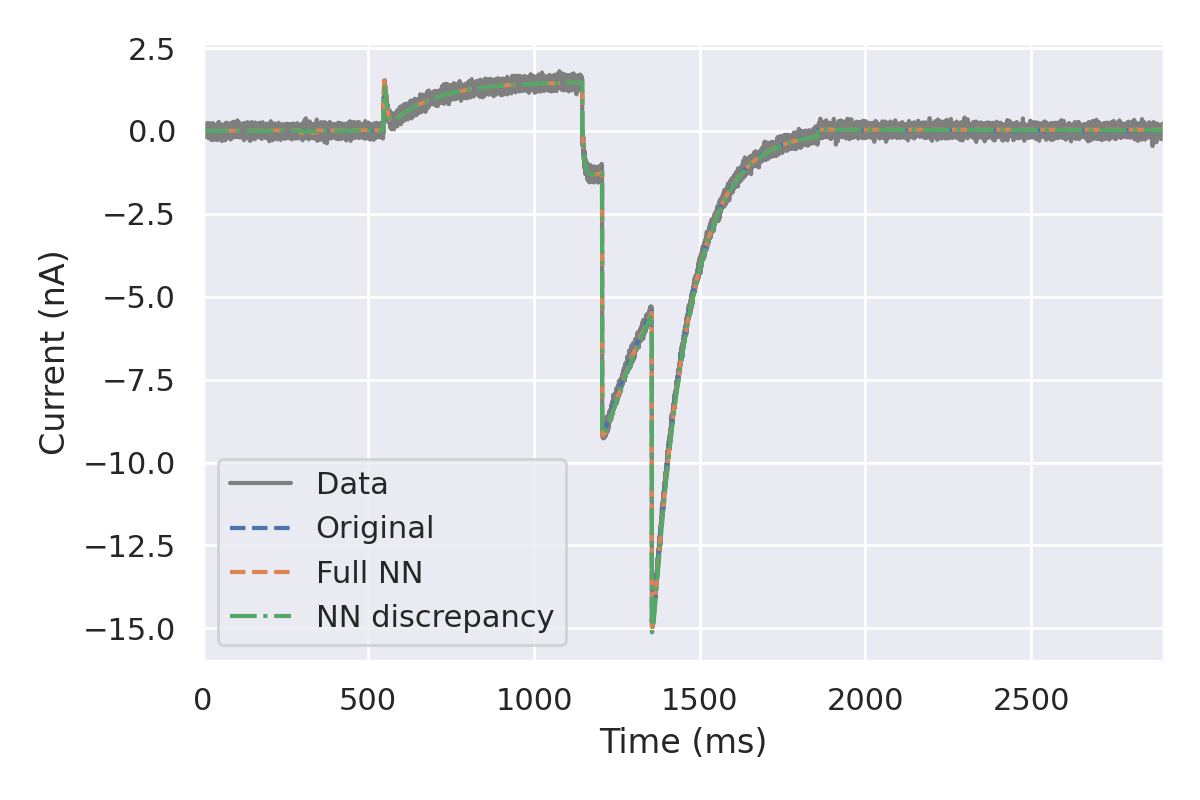 2.5
0.0
−2.5
−5.0
−7.5
−10.0
−12.5
−15.0
Current (nA)
Data
Original
Full NN
NN discrepancy
0 500 1000 1500 2000 2500
Time (ms)